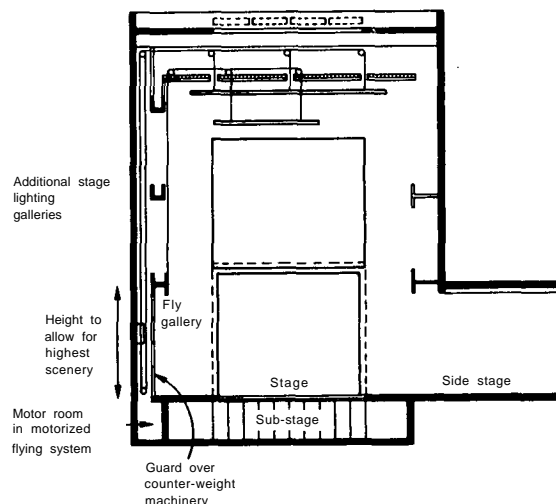 Additional stage
lighting
galleries
Fly
gallery
Height to
allow for
highest
scenery
Stage
Side stage
Motor room
in motorized
flying system
Sub-stage
Guard over
counter-weight
machinery